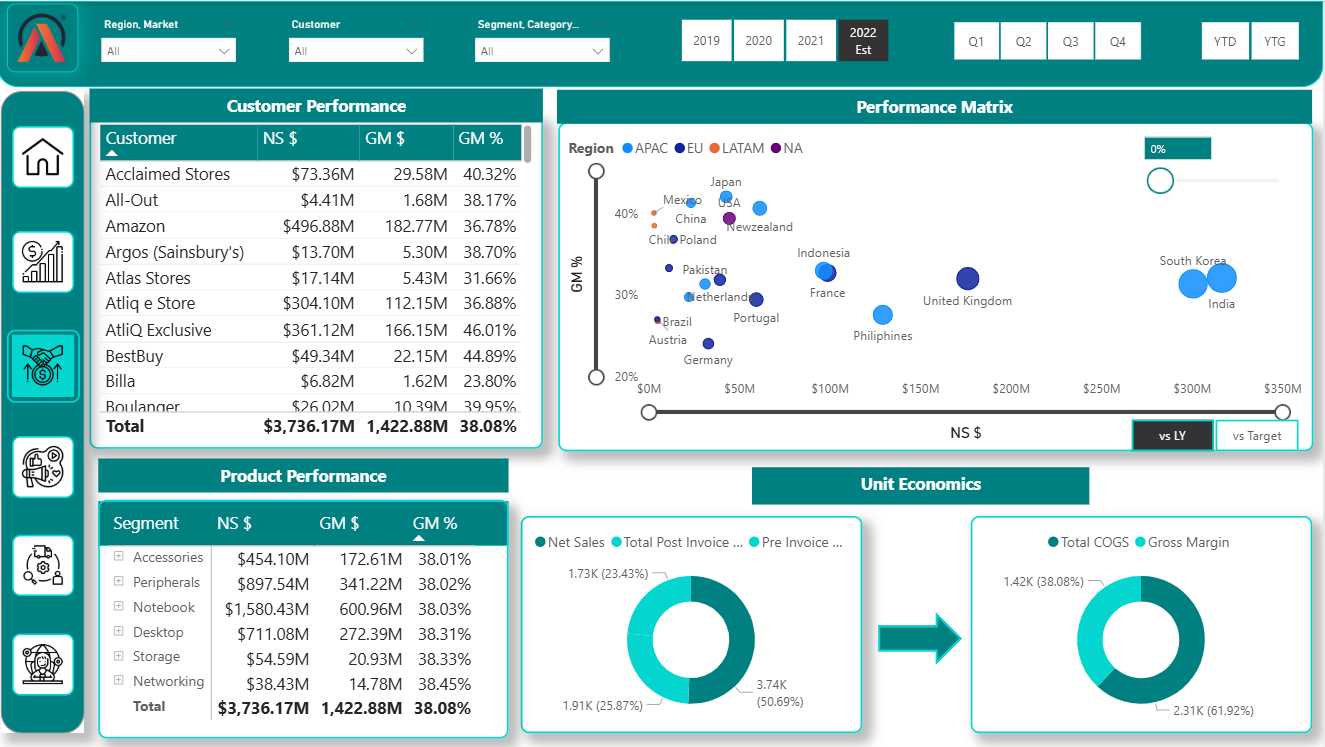 Region, Market
Customer
Segment, Category...
All
All
All
2019
2020
2021
2022
Est
Q1
Q2
Q3
Q4
YTD
YTG
Customer Performance
Customer NS $ GM $ GM %
Acclaimed Stores $73.36M 29.58M 40.32%
All-Out $4.41M 1.68M 38.17%
Amazon $496.88M 182.77M 36.78%
Argos (Sainsbury's) $13.70M 5.30M 38.70%
Atlas Stores $17.14M 5.43M 31.66%
Atliq e Store $304.10M 112.15M 36.88%
AtliQ Exclusive $361.12M 166.15M 46.01%
BestBuy $49.34M 22.15M 44.89%
Billa $6.82M 1.62M 23.80%
Boulanger $26.02M 10.39M 39.95%
Total $3,736.17M 1,422.88M 38.08%
Performance Matrix
Region APAC EU LATAM NA
0%
GM %
40%
30%
20%
Japan
Mexico
USA
China
Newzealand
Chile
Poland
Indonesia
South Korea
Pakistan
France
Netherlands
United Kingdom
India
Portugal
Brazil
Philiphines
Austria
Germany
$0M $50M $100M $150M $200M $250M $300M $350M
NS $
vs LY
vs Target
Product Performance
Segment NS $ GM $ GM %
Accessories $454.10M 172.61M 38.01%
Peripherals $897.54M 341.22M 38.02%
Notebook $1,580.43M 600.96M 38.03%
Desktop $711.08M 272.39M 38.31%
Storage $54.59M 20.93M 38.33%
Networking $38.43M 14.78M 38.45%
Total $3,736.17M 1,422.88M 38.08%
Unit Economics
Net Sales Total Post Invoice ... Pre Invoice ...
1.73K (23.43%)
3.74K
(50.69%)
1.91K (25.87%)
Total COGS Gross Margin
1.42K (38.08%)
2.31K (61.92%)